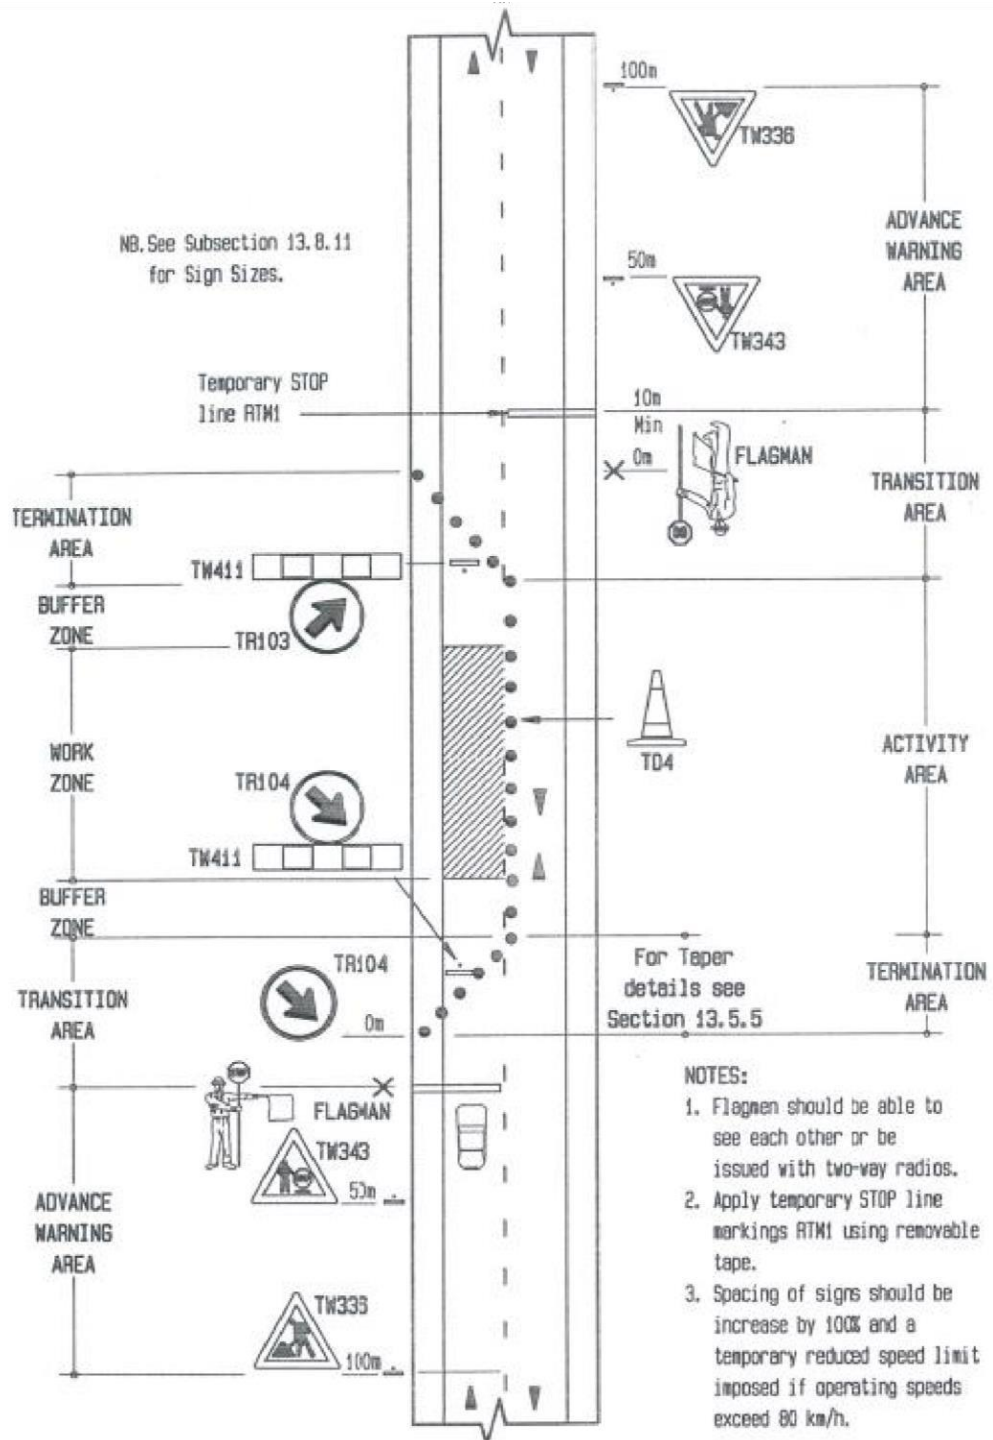 100m
TW336
ADVANCE
WARNING
AREA
NB. See Subsection 13.8.11
for Sign Sizes.
50m
TW343
Temporary STOP
line RTM1
10m
Min
0m
FLAGMAN
TRANSITION
AREA
TERMINATION
AREA
TW411
BUFFER
ZONE
TR103
WORK
ZONE
TD4
ACTIVITY
AREA
TR104
TW411
BUFFER
ZONE
TR104
For Taper
details see
Section 13.5.5
TERMINATION
AREA
TRANSITION
AREA
0m
STOP
FLAGMAN
TW343
50m
ADVANCE
WARNING
AREA
TW336
100m
NOTES:
1. Flagmen should be able to
see each other or be
issued with two-way radios.
2. Apply temporary STOP line
markings RTM1 using removable
tape.
3. Spacing of signs should be
increase by 100% and a
temporary reduced speed limit
imposed if operating speeds
exceed 80 km/h.